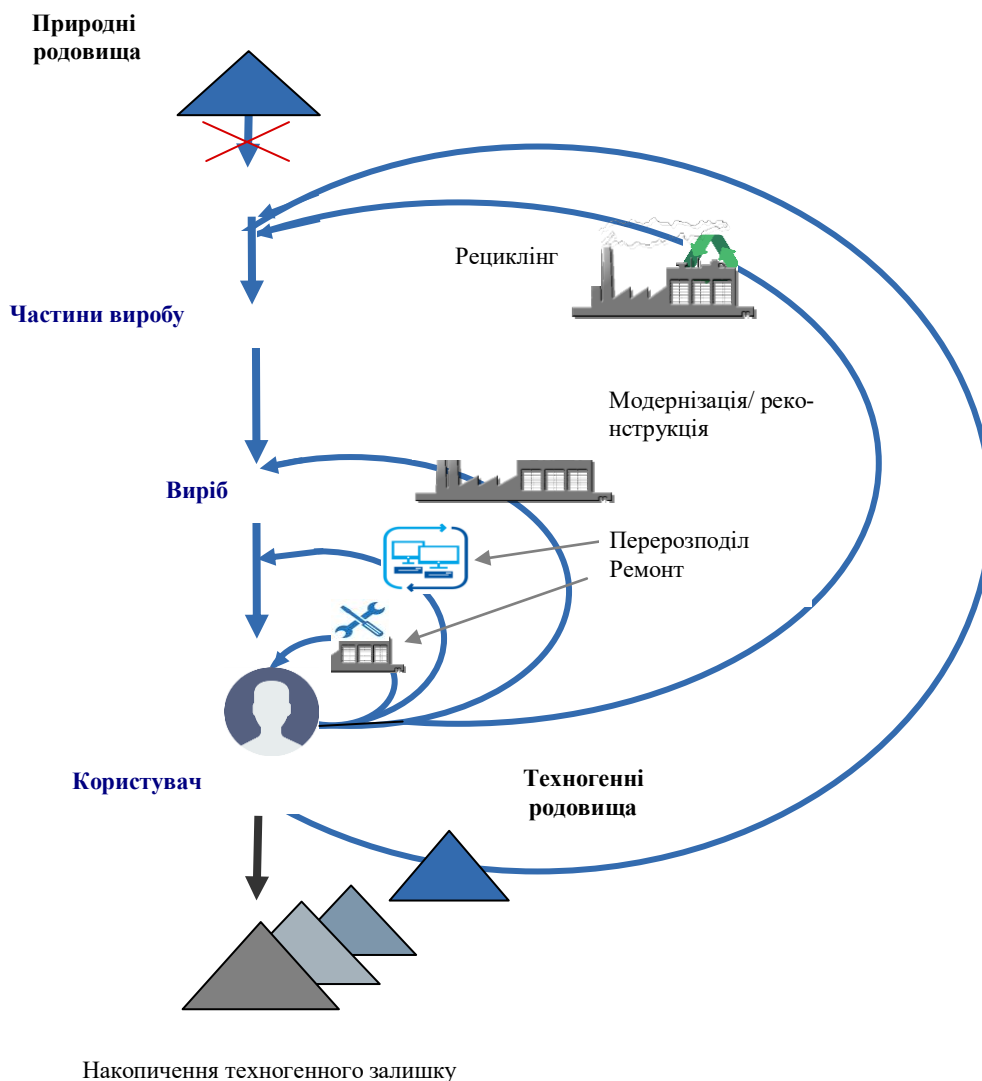 Природні
родовища
Рециклінг
Частини виробу
Модернізація/ реко-
нструкція
Виріб
Перерозподіл
Ремонт
Користувач
Техногенні
родовища
Накопичення техногенного залишку